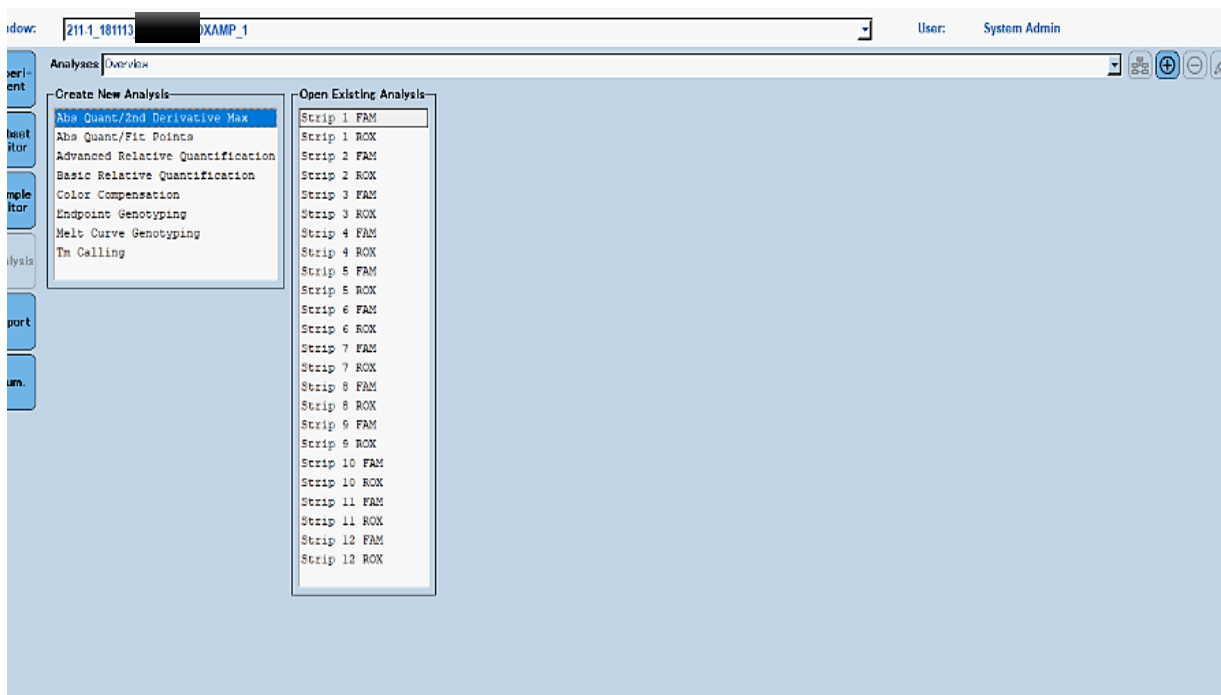 ndow: 211-1_181113 OXAMP_1 User: System Admin
Analyses Overview
peri-
ent
bset
itor
mple
itor
alysis
port
um.
Create New Analysis
Abs Quant/2nd Derivative Max
Abs Quant/Fit Points
Advanced Relative Quantification
Basic Relative Quantification
Color Compensation
Endpoint Genotyping
Melt Curve Genotyping
Tm Calling
Open Existing Analysis
Strip 1 FAM
Strip 1 ROX
Strip 2 FAM
Strip 2 ROX
Strip 3 FAM
Strip 3 ROX
Strip 4 FAM
Strip 4 ROX
Strip 5 FAM
Strip 5 ROX
Strip 6 FAM
Strip 6 ROX
Strip 7 FAM
Strip 7 ROX
Strip 8 FAM
Strip 8 ROX
Strip 9 FAM
Strip 9 ROX
Strip 10 FAM
Strip 10 ROX
Strip 11 FAM
Strip 11 ROX
Strip 12 FAM
Strip 12 ROX